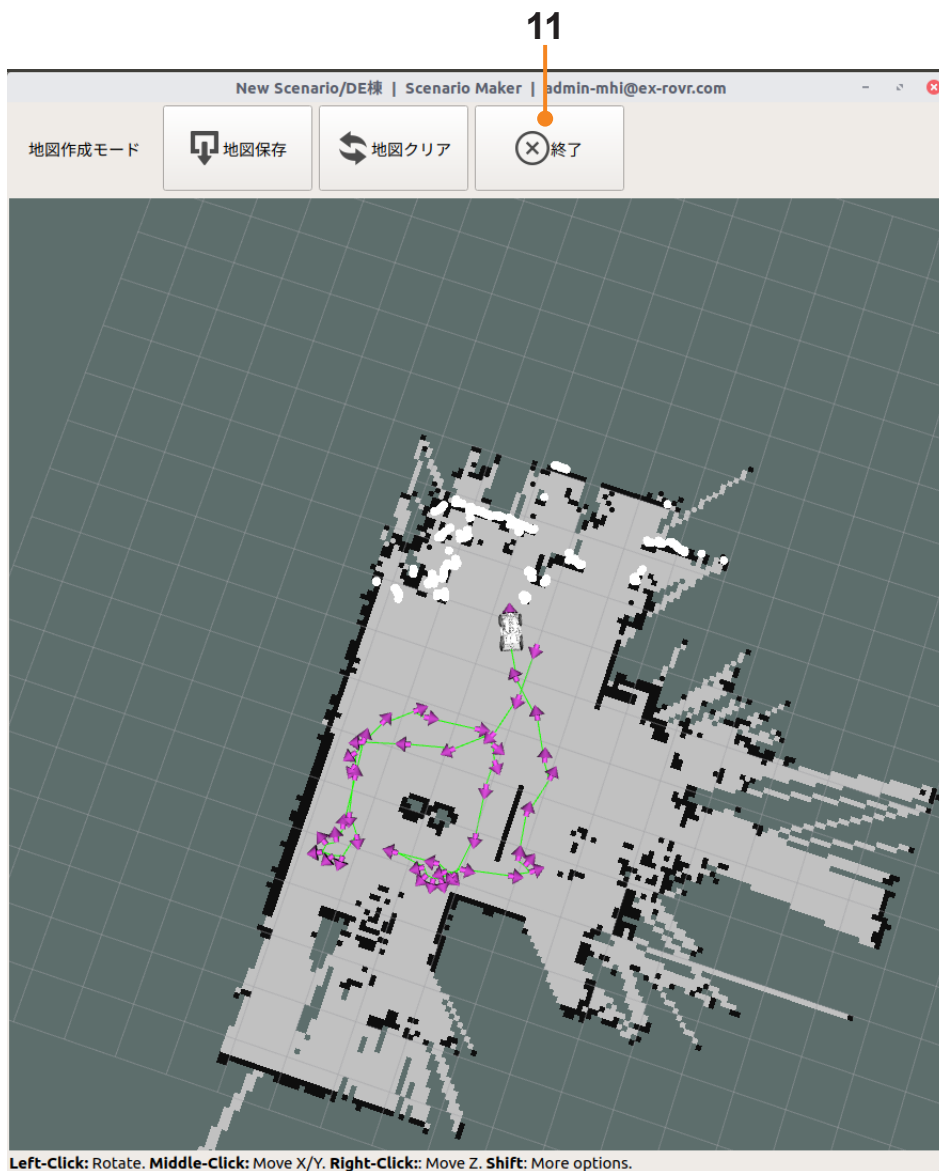 11
New Scenario/DE棟 | Scenario Maker | admin-mhi@ex-rovr.com
地図作成モード 地図保存 地図クリア 終了
Left-Click: Rotate. Middle-Click: Move X/Y. Right-Click:: Move Z. Shift: More options.